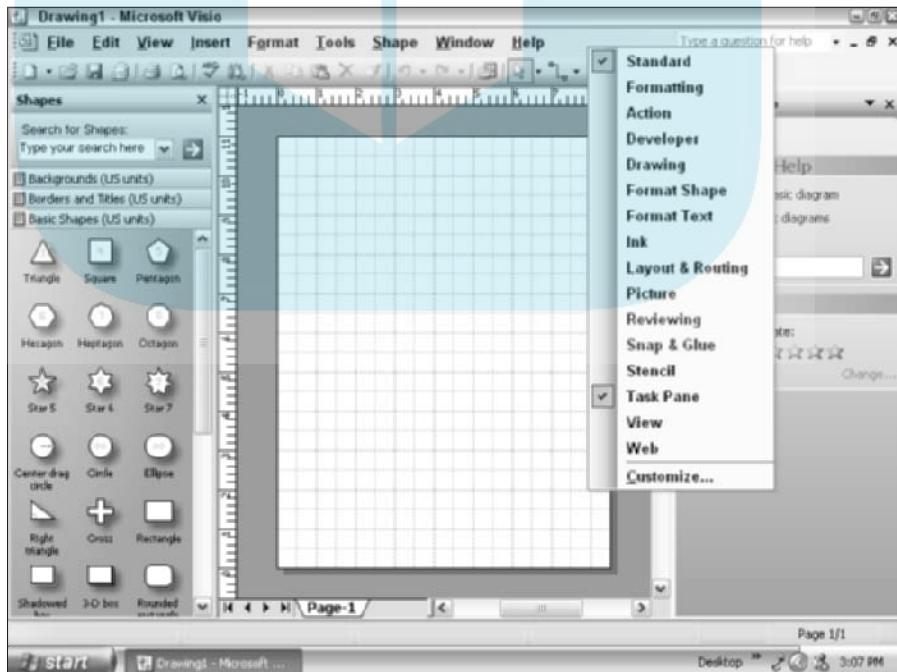 Drawing1 - Microsoft Visio
File Edit View Insert Format Tools Shape Window Help
Type a question for help
Shapes
Search for Shapes:
Type your search here
Backgrounds (US units)
Borders and Titles (US units)
Basic Shapes (US units)
Triangle Square Pentagon
Hexagon Heptagon Octagon
Star 5 Star 6 Star 7
Center drag circle
Circle Ellipse
Right triangle
Cross Rectangle
Shadowed
3-D box Rounded
Standard
Formatting
Action
Developer
Drawing
Format Shape
Format Text
Ink
Layout & Routing
Picture
Reviewing
Snap & Glue
Stencil
Task Pane
View
Web
Customize...
Help
diagram
diagrams
Change...
Page-1
Page 1/1
start
Drawing1 - Microsoft ...
Desktop
3:07 PM